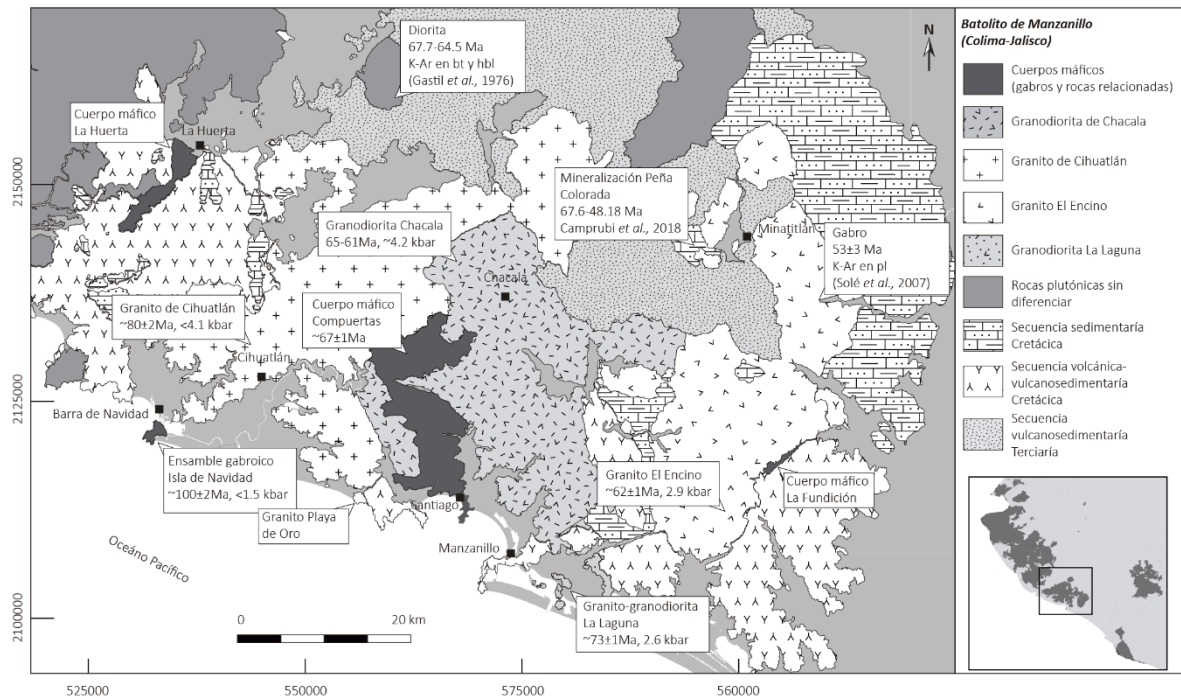 Diorita
67.7-64.5 Ma
K-Ar en bt y hbl
(Gastil et al., 1976)
N
Cuerpo máfico
La Huerta
La Huerta
2150000
Mineralización Peña
Colorada
67.6-48.18 Ma
Camprubi et al., 2018
Granodiorita Chacala
65-61Ma, ~4.2 kbar
Minatitlán
Gabro
53±3 Ma
K-Ar en pl
(Solé et al., 2007)
Chacala
Granito de Cihuatlán
~80±2Ma, <4.1 kbar
Cuerpo máfico
Compuertas
~67±1Ma
Cihuatlán
2125000
Barra de Navidad
Ensamble gabroico
Isla de Navidad
~100±2Ma, <1.5 kbar
Granito El Encino
~62±1Ma, 2.9 kbar
Cuerpo máfico
La Fundición
Santiago
Granito Playa
de Oro
Manzanillo
Oceáno Pacífico
Granito-granodiorita
La Laguna
~73±1Ma, 2.6 kbar
2100000
0 20 km
525000 550000 575000 560000
Batolito de Manzanillo
(Colima-Jalisco)
Cuerpos máficos
(gabros y rocas relacionadas)
Granodiorita de Chacala
Granito de Cihuatlán
Granito El Encino
Granodiorita La Laguna
Rocas plutónicas sin
diferenciar
Secuencia sedimentaría
Cretácica
Secuencia volcánica-
vulcanosedimentaría
Cretácica
Secuencia
vulcanosedimentaría
Terciaría